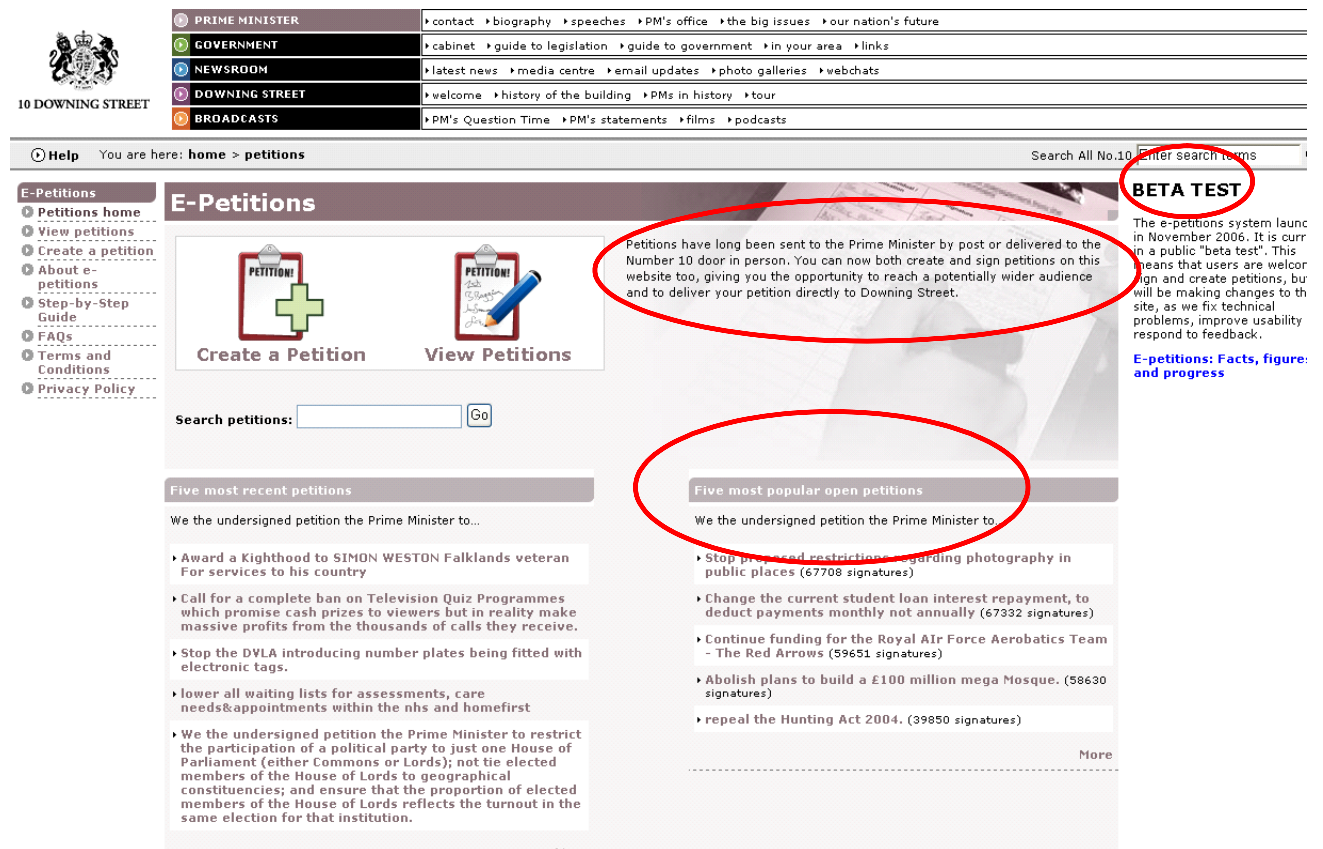 10 DOWNING STREET
PRIME MINISTER contact biography speeches PM's office the big issues our nation's future
GOVERNMENT cabinet guide to legislation guide to government in your area links
NEWSROOM latest news media centre email updates photo galleries webchats
DOWNING STREET welcome history of the building PMs in history tour
BROADCASTS PM's Question Time PM's statements films podcasts
Help You are here: home > petitions Search All No.10 Enter search terms
E-Petitions
Petitions home
View petitions
Create a petition
About e-
petitions
Step-by-Step
Guide
FAQs
Terms and
Conditions
Privacy Policy
E-Petitions
PETITION!
Create a Petition
PETITION!
View Petitions
Petitions have long been sent to the Prime Minister by post or delivered to the
Number 10 door in person. You can now both create and sign petitions on this
website too, giving you the opportunity to reach a potentially wider audience
and to deliver your petition directly to Downing Street.
Search petitions: Go
Five most recent petitions
We the undersigned petition the Prime Minister to...
Award a Kighthood to SIMON WESTON Falklands veteran
For services to his country
Call for a complete ban on Television Quiz Programmes
which promise cash prizes to viewers but in reality make
massive profits from the thousands of calls they receive.
Stop the DVLA introducing number plates being fitted with
electronic tags.
lower all waiting lists for assessments, care
needs&appointments within the nhs and homefirst
We the undersigned petition the Prime Minister to restrict
the participation of a political party to just one House of
Parliament (either Commons or Lords); not tie elected
members of the House of Lords to geographical
constituencies; and ensure that the proportion of elected
members of the House of Lords reflects the turnout in the
same election for that institution.
Five most popular open petitions
We the undersigned petition the Prime Minister to...
Stop proposed restrictions regarding photography in
public places (67708 signatures)
Change the current student loan interest repayment, to
deduct payments monthly not annually (67332 signatures)
Continue funding for the Royal AIr Force Aerobatics Team
- The Red Arrows (59651 signatures)
Abolish plans to build a £100 million mega Mosque. (58630
signatures)
repeal the Hunting Act 2004. (39850 signatures)
More
BETA TEST
The e-petitions system launc
in November 2006. It is curr
in a public "beta test". This
means that users are welcom
sign and create petitions, but
will be making changes to th
site, as we fix technical
problems, improve usability
respond to feedback.
E-petitions: Facts, figures
and progress